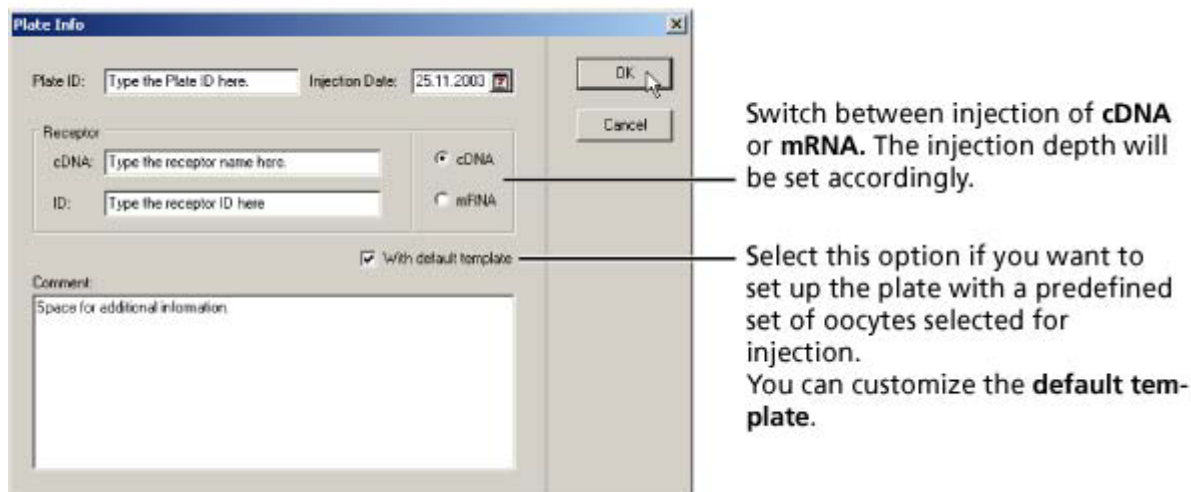 Plate Info
Plate ID: Type the Plate ID here. Injection Date: 25.11.2003
OK
Cancel
Receptor
cDNA: Type the receptor name here.
cDNA
ID: Type the receptor ID here
mRNA
With default template
Comment:
Space for additional information.
Switch between injection of cDNA
or mRNA. The injection depth will
be set accordingly.
Select this option if you want to
set up the plate with a predefined
set of oocytes selected for
injection.
You can customize the default tem-
plate.